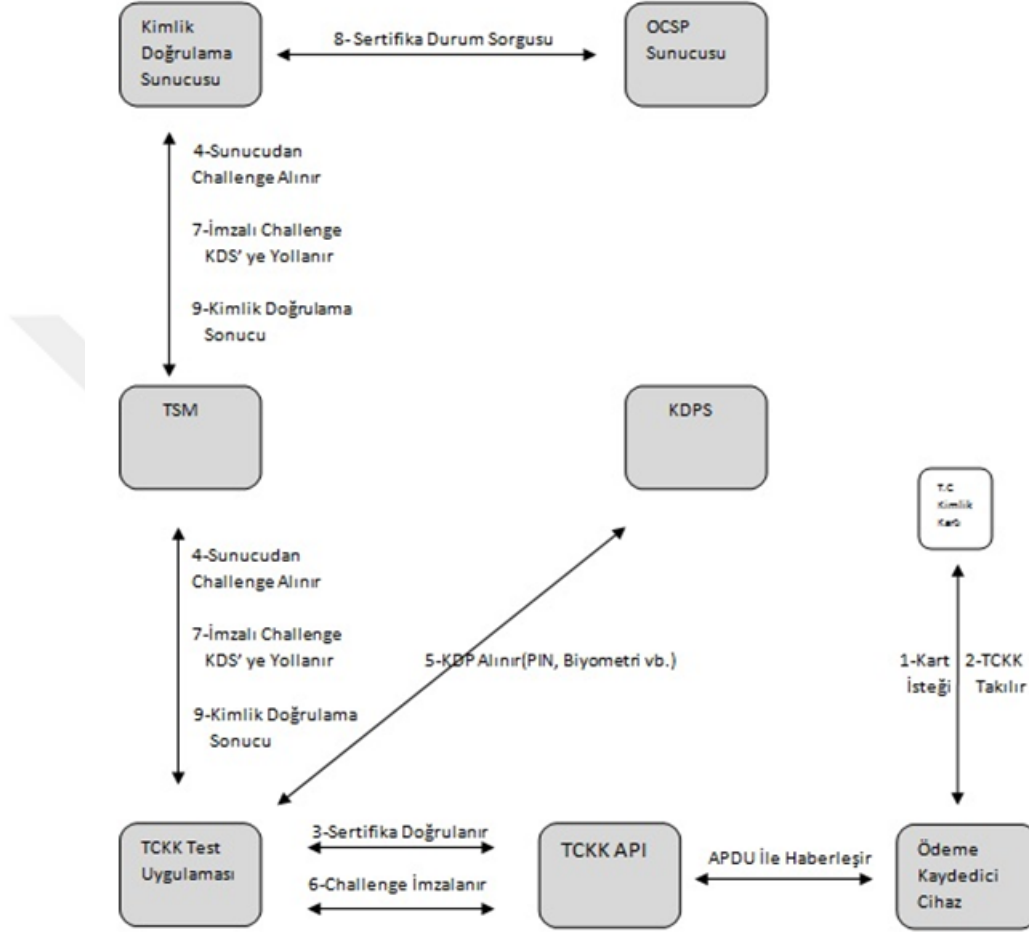 Kimlik
Doğrulama
Sunucusu
8- Sertifika Durum Sorgusu
OCSP
Sunucusu
4-Sunucudan
Challenge Alınır
7-İmzalı Challenge
KDS' ye Yollanır
9-Kimlik Doğrulama
Sonucu
TSM
KDPS
T.C
Kimlik
Kartı
4-Sunucudan
Challenge Alınır
7-İmzalı Challenge
KDS' ye Yollanır
9-Kimlik Doğrulama
Sonucu
5-KDP Alınır(PIN, Biyometri vb.)
1-Kart
İsteği
2-TCKK
Takılır
TCKK Test
Uygulaması
3-Sertifika Doğrulanır
6-Challenge İmzalanır
TCKK API
APDU İle Haberleşir
Ödeme
Kaydedici
Cihaz